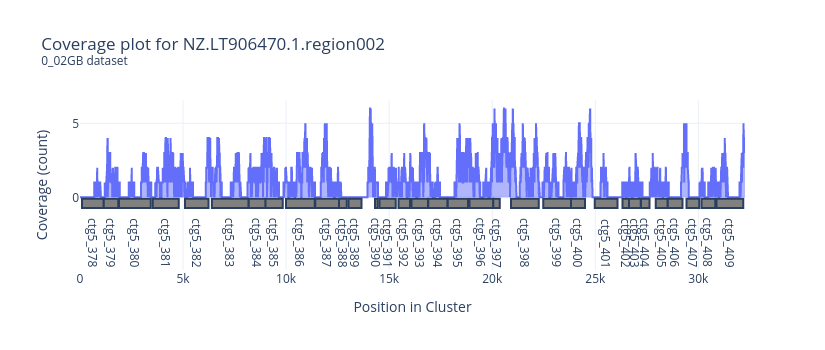 Coverage plot for NZ.LT906470.1.region002
0_02GB dataset
Coverage (count)
5
0
ctg5_378
ctg5_379
ctg5_380
ctg5_381
ctg5_382
ctg5_383
ctg5_384
ctg5_385
ctg5_386
ctg5_387
ctg5_388
ctg5_389
ctg5_390
ctg5_391
ctg5_392
ctg5_393
ctg5_394
ctg5_395
ctg5_396
ctg5_397
ctg5_398
ctg5_399
ctg5_400
ctg5_401
ctg5_402
ctg5_403
ctg5_404
ctg5_405
ctg5_406
ctg5_407
ctg5_408
ctg5_409
0
5k
10k
15k
20k
25k
30k
Position in Cluster